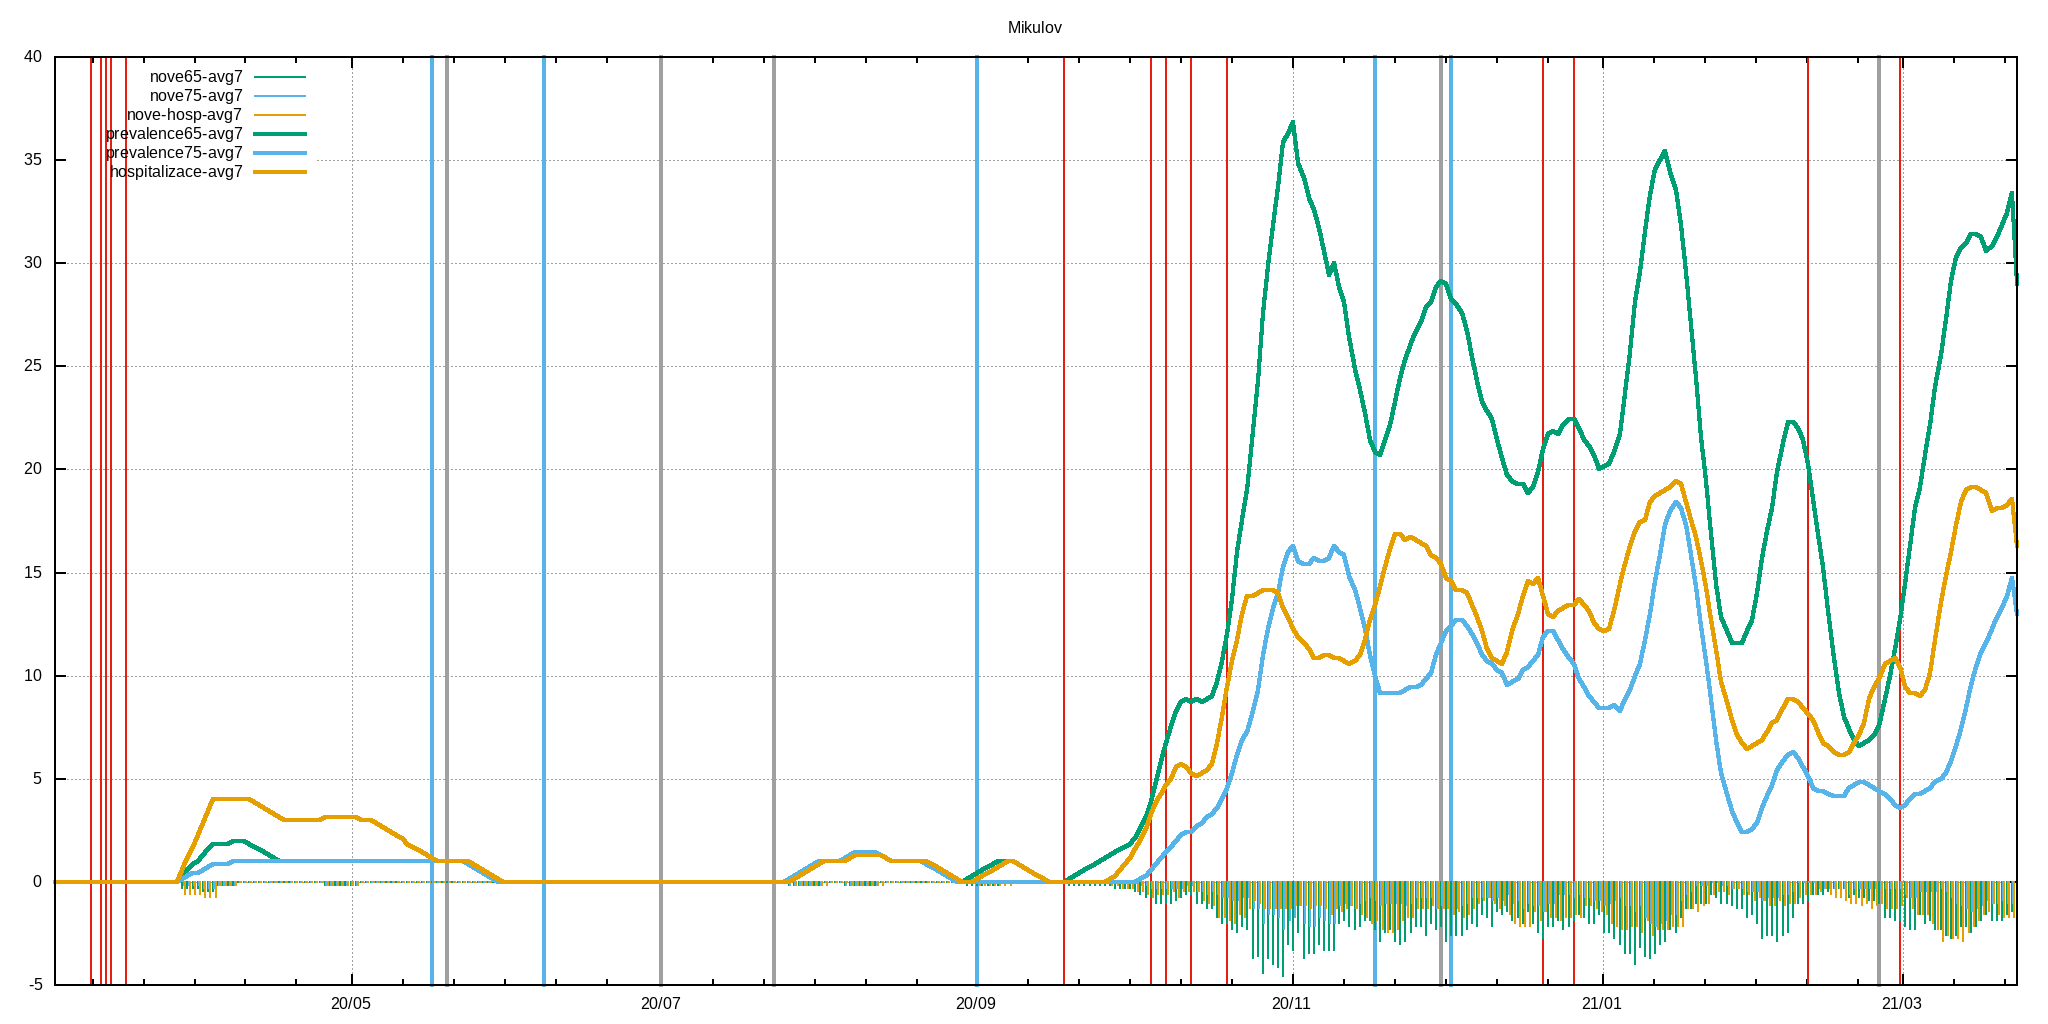 Mikulov
40
35
30
25
20
15
10
5
0
-5
nove65-avg7
nove75-avg7
nove-hosp-avg7
prevalence65-avg7
prevalence75-avg7
hospitalizace-avg7
20/05
20/07
20/09
20/11
21/01
21/03